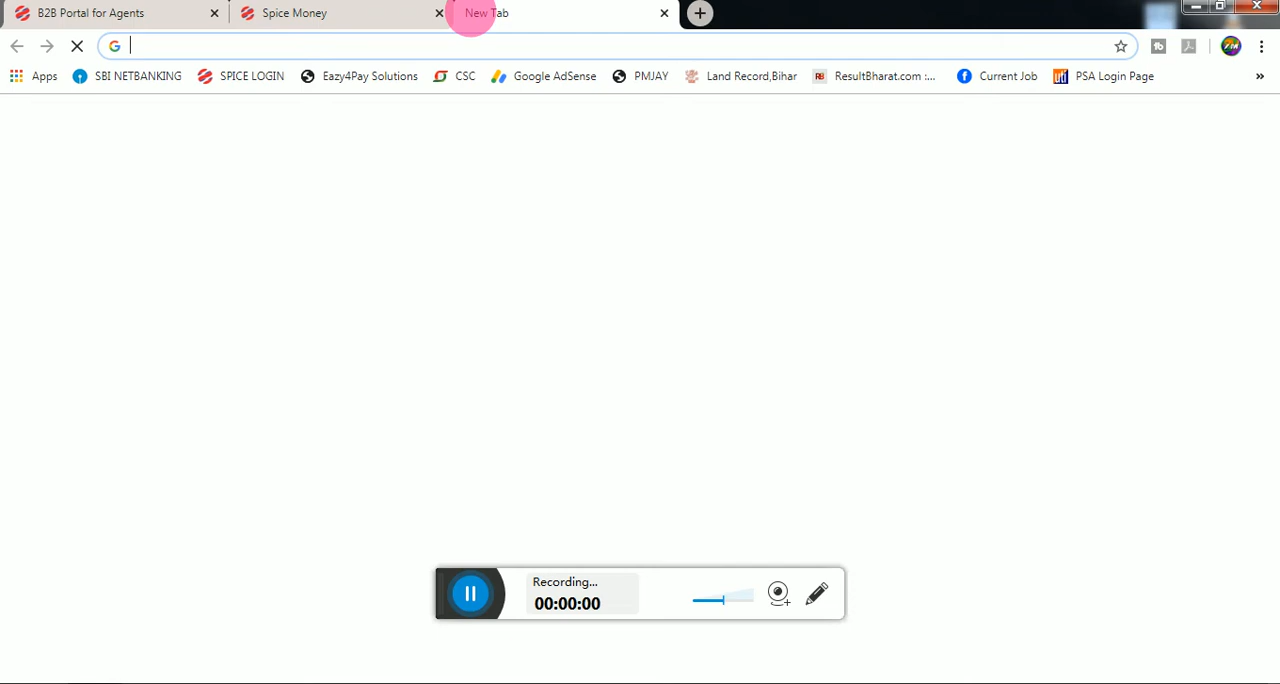 B2B Portal for Agents
Spice Money
New Tab
Apps SBI NETBANKING SPICE LOGIN Eazy4Pay Solutions CSC Google AdSense PMJAY Land Record,Bihar ResultBharat.com :... Current Job PSA Login Page »
Recording...
00:00:00